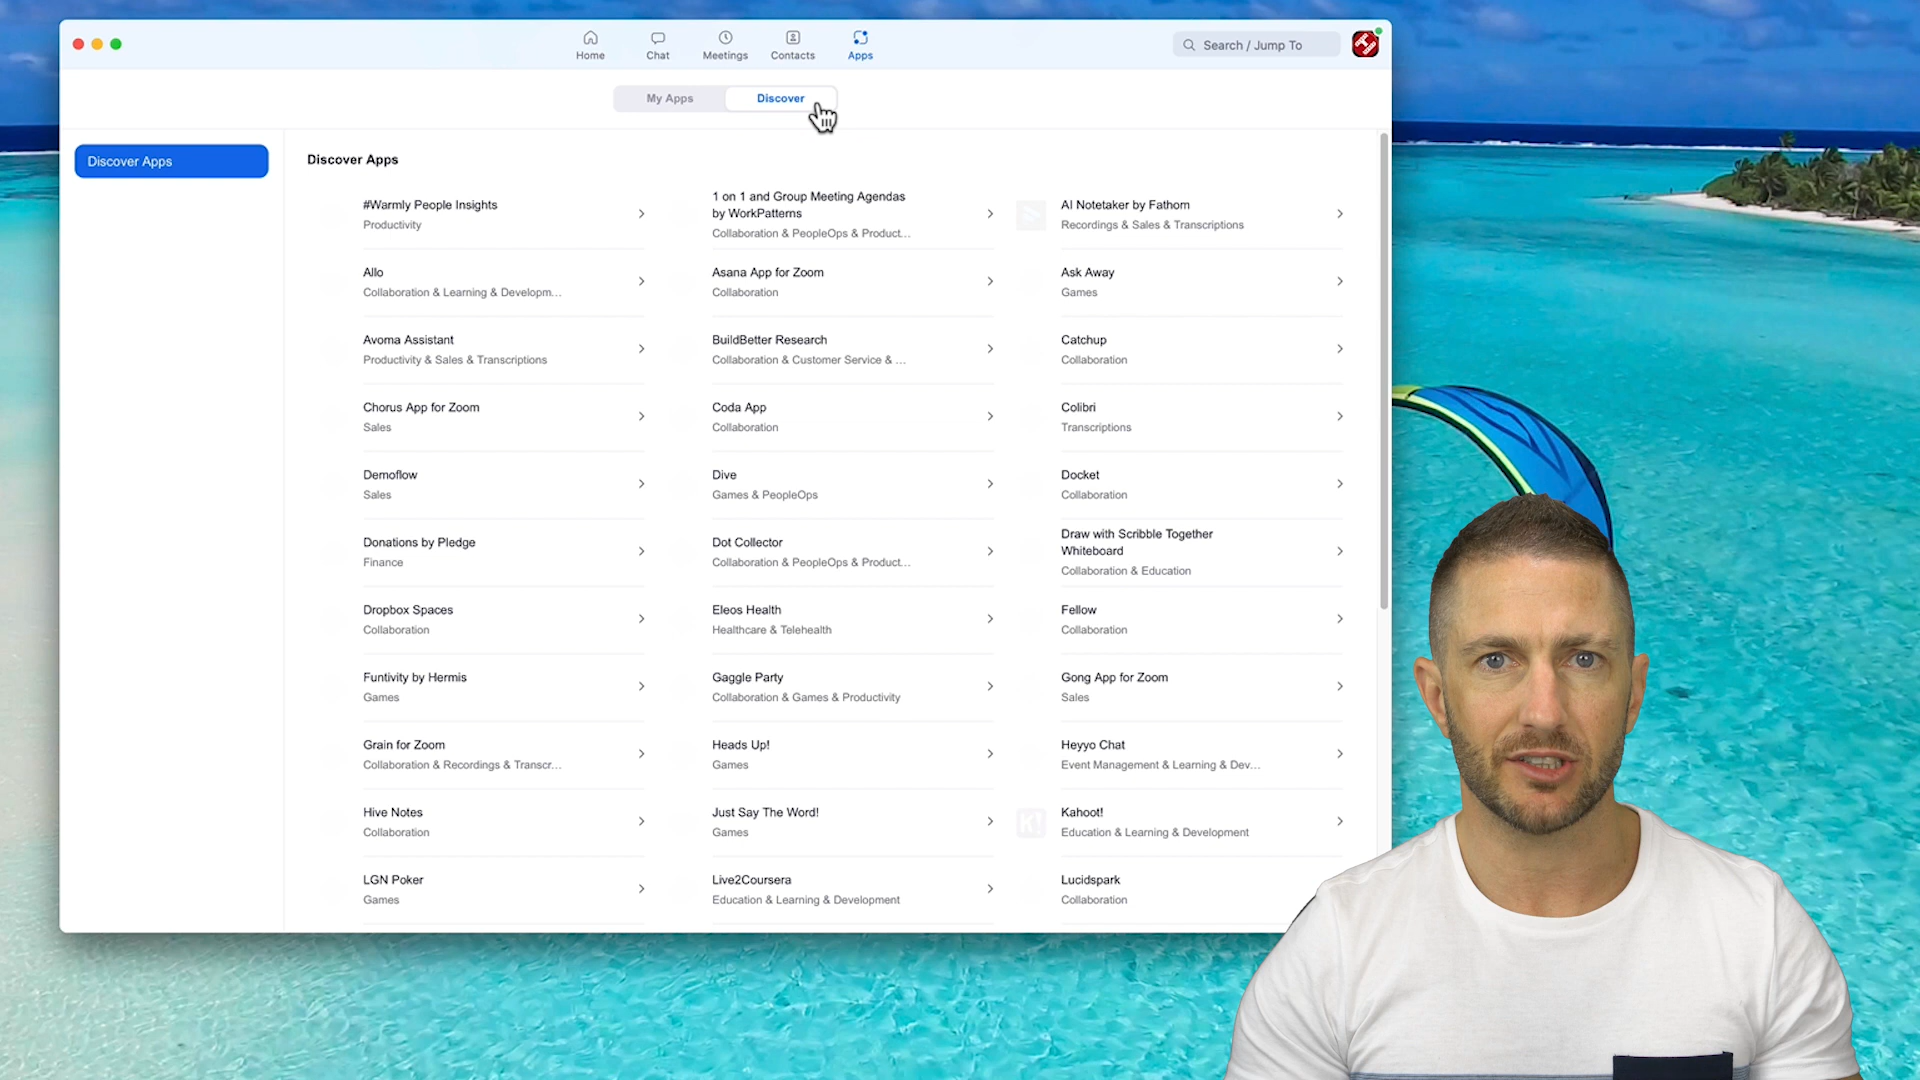 Home
Chat
Meetings
Contacts
Apps
Search / Jump To
My Apps
Discover
Discover Apps
Discover Apps
#Warmly People Insights
Productivity
1 on 1 and Group Meeting Agendas
by WorkPatterns
Collaboration & PeopleOps & Product...
AI Notetaker by Fathom
Recordings & Sales & Transcriptions
Allo
Collaboration & Learning & Developm...
Asana App for Zoom
Collaboration
Ask Away
Games
Avoma Assistant
Productivity & Sales & Transcriptions
BuildBetter Research
Collaboration & Customer Service & ...
Catchup
Collaboration
Chorus App for Zoom
Sales
Coda App
Collaboration
Colibri
Transcriptions
Demoflow
Sales
Dive
Games & PeopleOps
Docket
Collaboration
Donations by Pledge
Finance
Dot Collector
Collaboration & PeopleOps & Product...
Draw with Scribble Together
Whiteboard
Collaboration & Education
Dropbox Spaces
Collaboration
Eleos Health
Healthcare & Telehealth
Fellow
Collaboration
Funtivity by Hermis
Games
Gaggle Party
Collaboration & Games & Productivity
Gong App for Zoom
Sales
Grain for Zoom
Collaboration & Recordings & Transcr...
Heads Up!
Games
Heyyo Chat
Event Management & Learning & Dev...
Hive Notes
Collaboration
Just Say The Word!
Games
K!
Kahoot!
Education & Learning & Development
LGN Poker
Games
Live2Coursera
Education & Learning & Development
Lucidspark
Collaboration